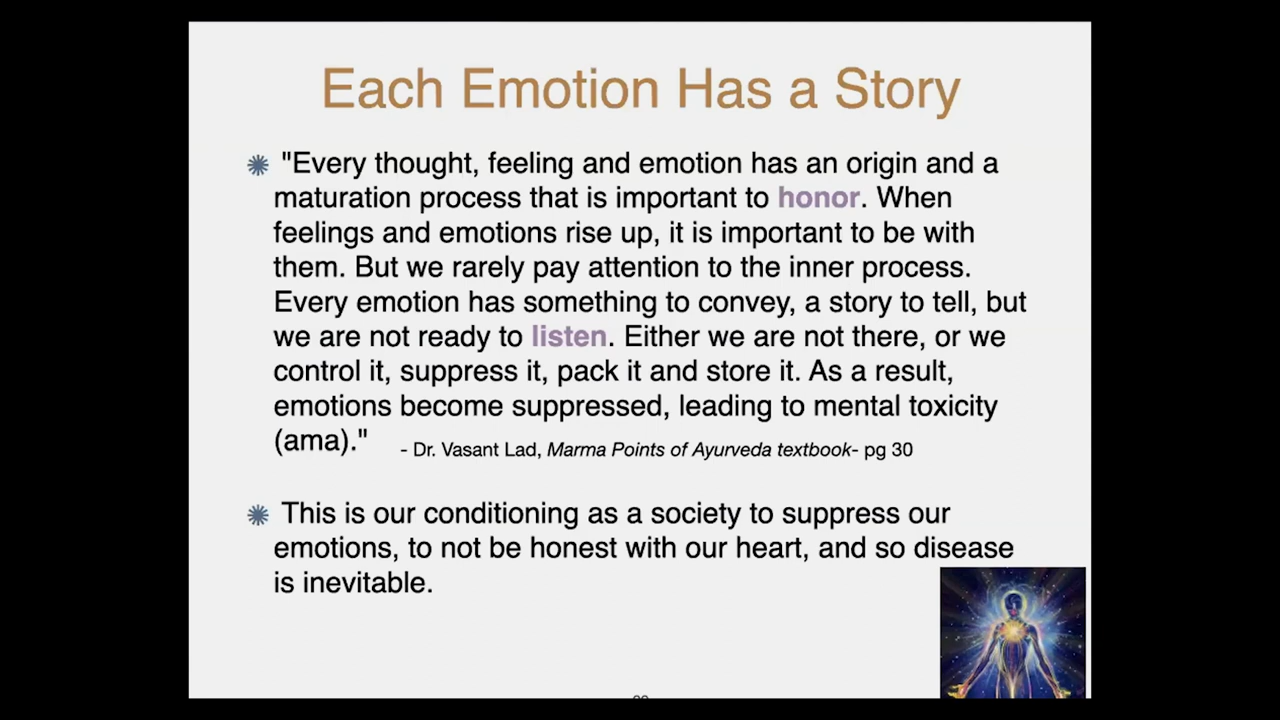 Each Emotion Has a Story
"Every thought, feeling and emotion has an origin and a
maturation process that is important to honor. When
feelings and emotions rise up, it is important to be with
them. But we rarely pay attention to the inner process.
Every emotion has something to convey, a story to tell, but
we are not ready to listen. Either we are not there, or we
control it, suppress it, pack it and store it. As a result,
emotions become suppressed, leading to mental toxicity
(ama)." - Dr. Vasant Lad, Marma Points of Ayurveda textbook- pg 30
This is our conditioning as a society to suppress our
emotions, to not be honest with our heart, and so disease
is inevitable.